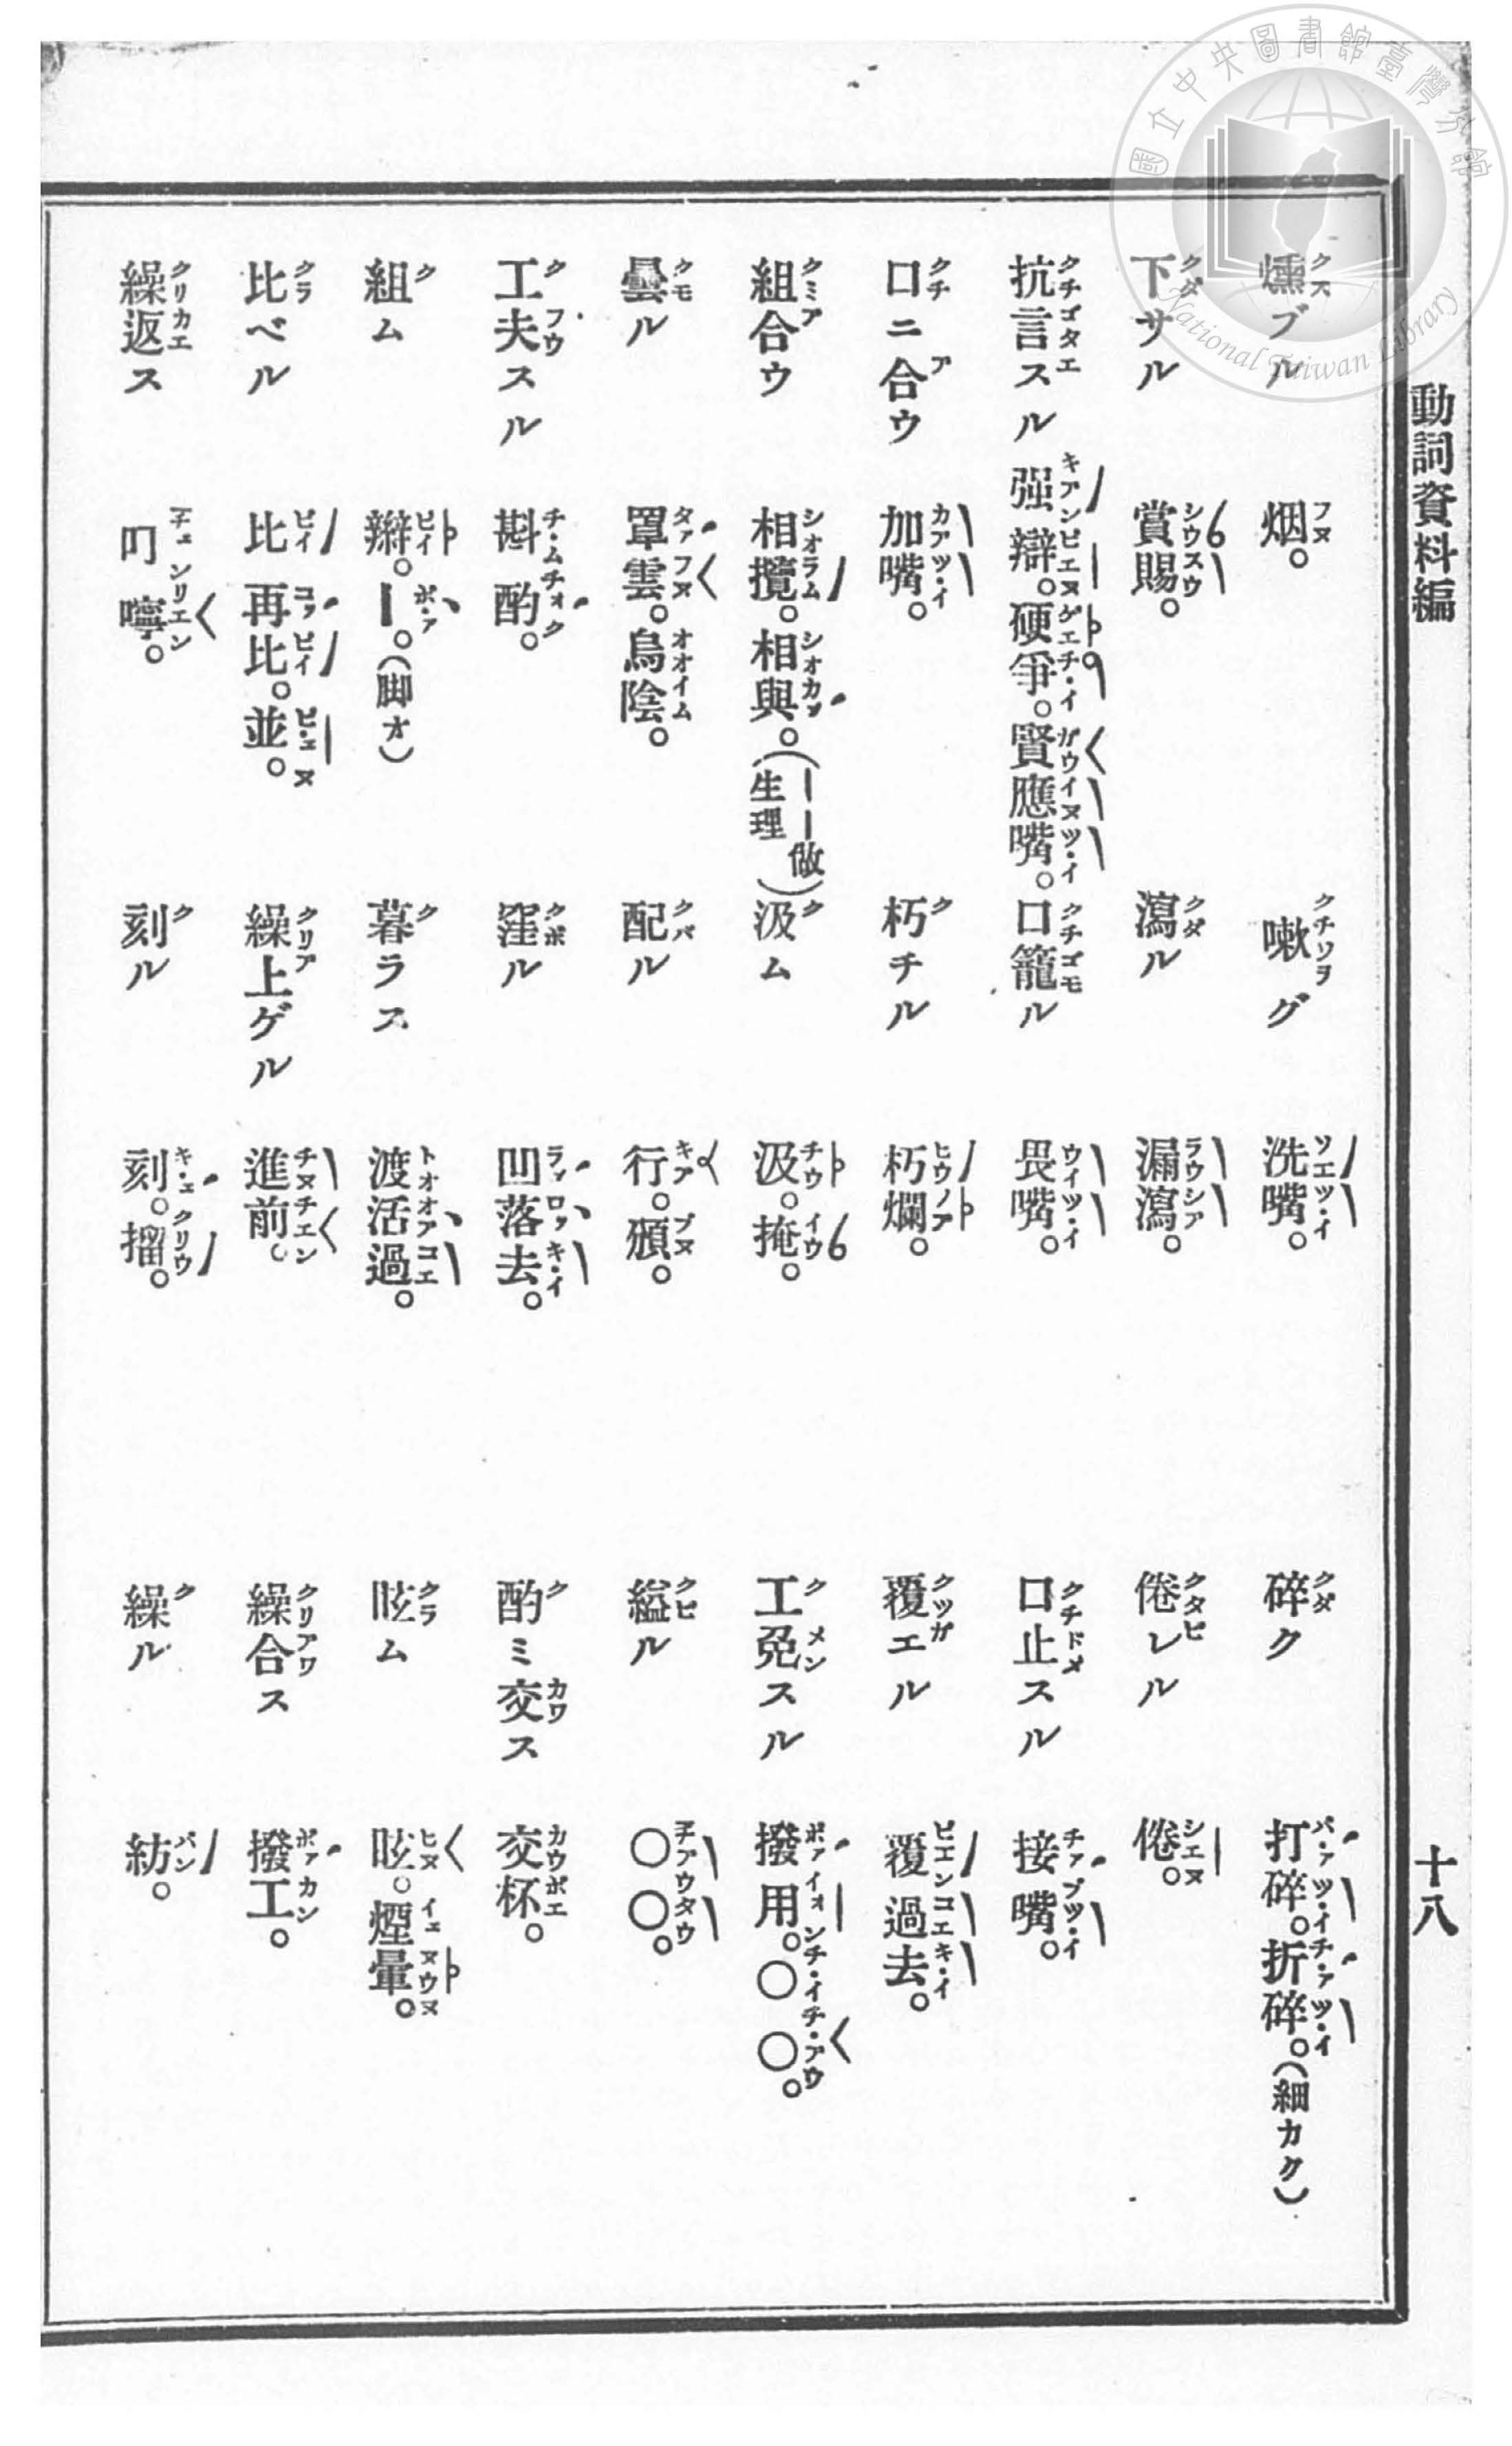 動詞資料編
十八
燻ブル 烟。
嗽グ 洗嘴。
碎ク 打碎。折碎。(細カク)
下サル 賞賜。
瀉ル 漏瀉。
倦レル 倦。
抗言スル 强辯。硬爭。賢應嘴。
口籠ル 畏嘴。
口止スル 接嘴。
口ニ合ウ 加嘴。
朽チル 朽爛。
覆エル 覆過去。
組合ウ 相攬。相與。(——做生理)
汲ム 汲。掩。
工免スル 撥用。〇〇。
曇ル 罩雲。烏陰。
配ル 行。頒。
縊ル 〇〇。
工夫スル 斟酌。
窪ル 凹落去。
酌ミ交ス 交杯。
組ム 辮。—。(脚オ)
暮ラス 渡活過。
眩ム 眩。煙暈。
比ベル 比再比。並。
繰上ゲル 進前。
繰合ス 撥工。
繰返ス 叮嚀。
刻ル 刻。㨨。
繰ル 紡。
國立中央圖書館臺灣分館
National Taiwan Library